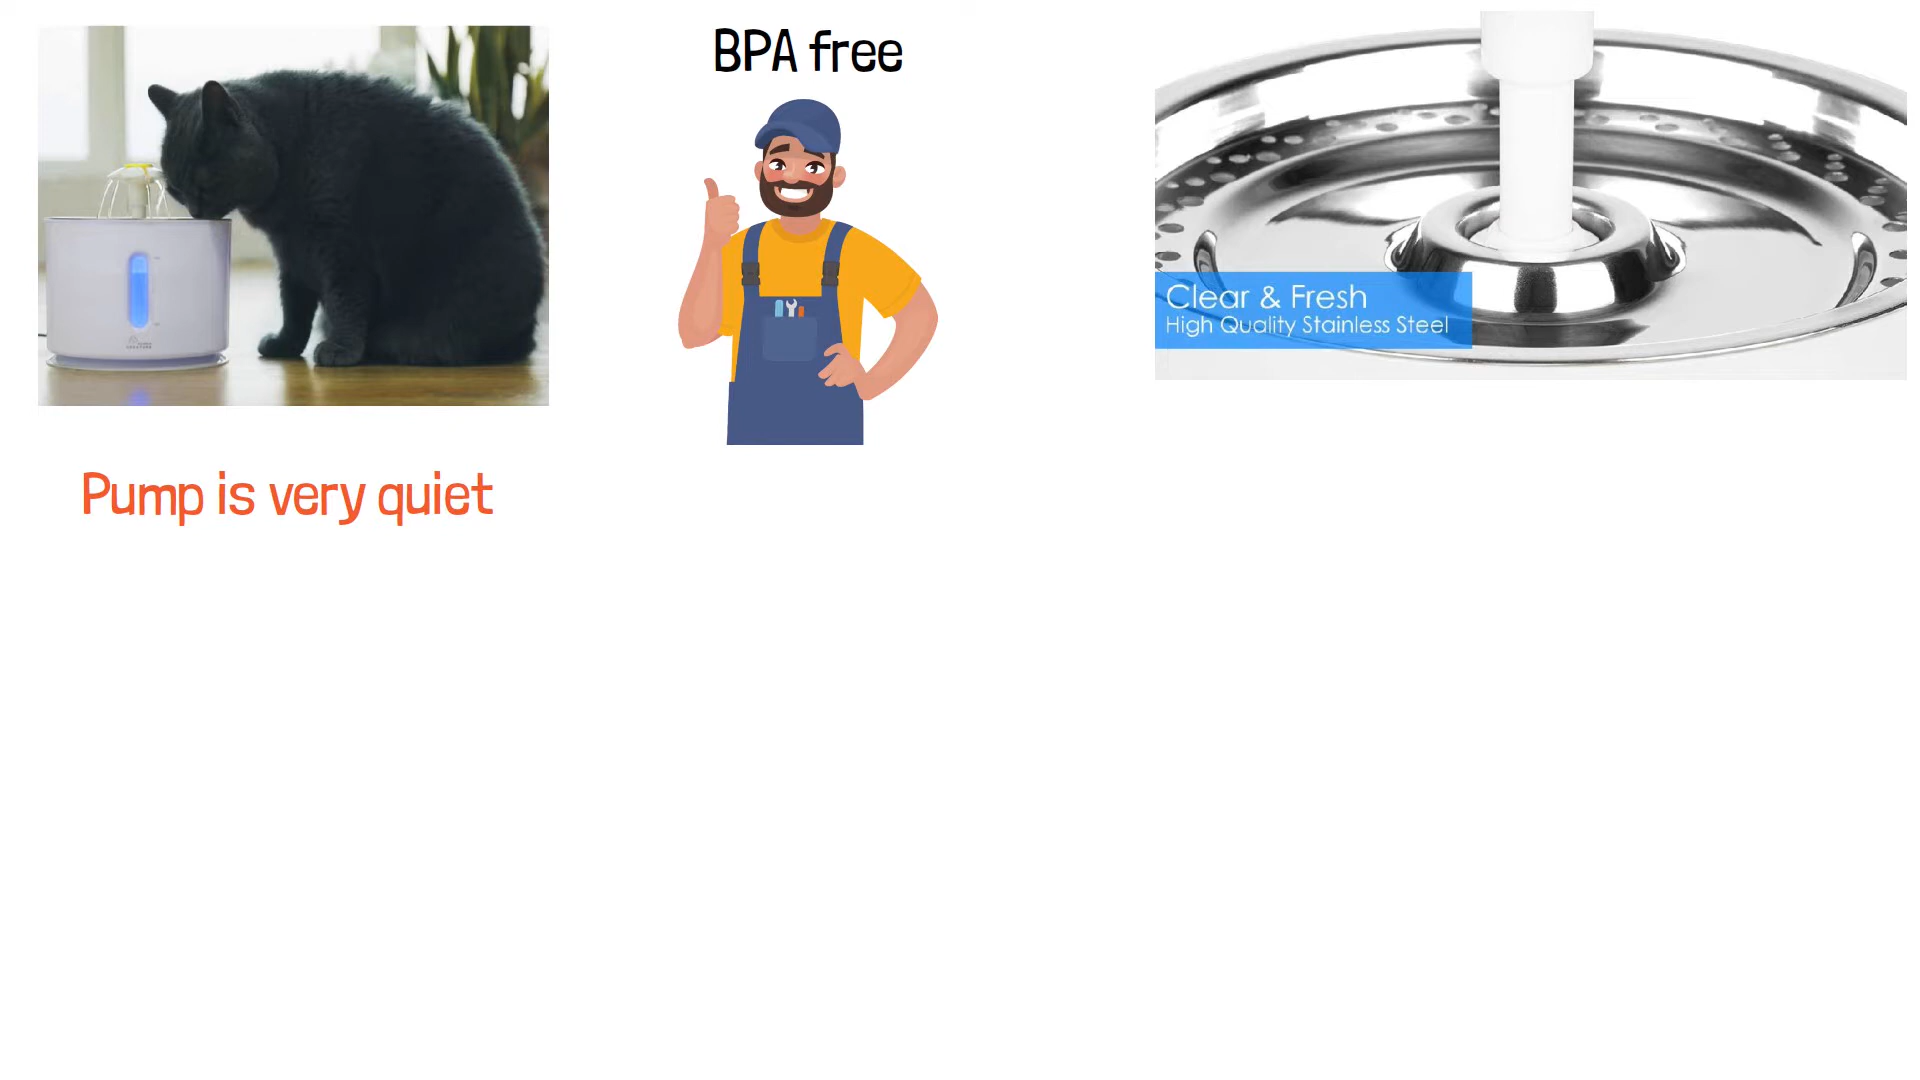 BPA free
Clear & Fresh
High Quality Stainless Steel
Pump is very quiet